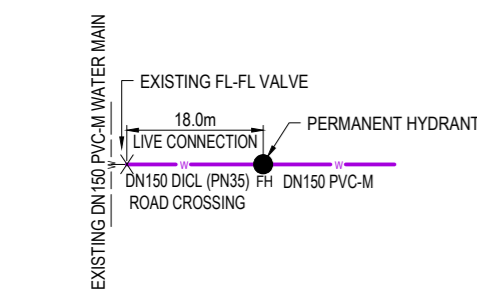 EXISTING DN150 PVC-M WATER MAIN
W
EXISTING FL-FL VALVE
18.0m
LIVE CONNECTION
PERMANENT HYDRANT
W
W
DN150 DICL (PN35) FH DN150 PVC-M
ROAD CROSSING